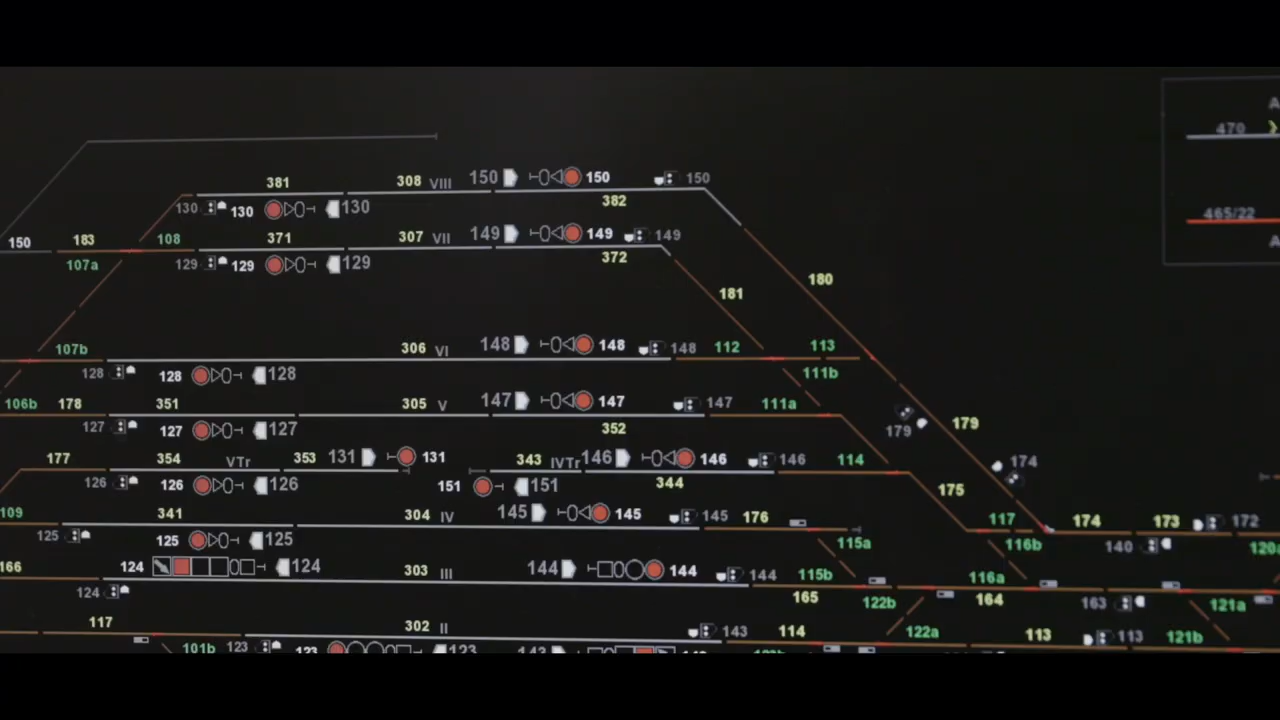 A
470
381 308 VIII 150 150 150
130 130 130 382
465/22
150 183 108 371 307 VII 149 149 149
A
107a 129 129 129 372
180
181
107b 306 VI 148 148 148 112 113
128 128 128 111b
106b 178 351 305 V 147 147 147 111a
127 127 127 352 179 179
177 354 VTr 353 131 131 343 IVTr 146 146 146 114 174
126 126 126 151 151 344 175
109 341 304 IV 145 145 145 176 117 174 173 172
125 125 125 115a 116b 140 120a
166 124 124 303 III 144 144 144 115b 116a
124 165 122b 164 163 121a
117 302 II 143 114 122a 113 113 121b
101b 123 123 123 143